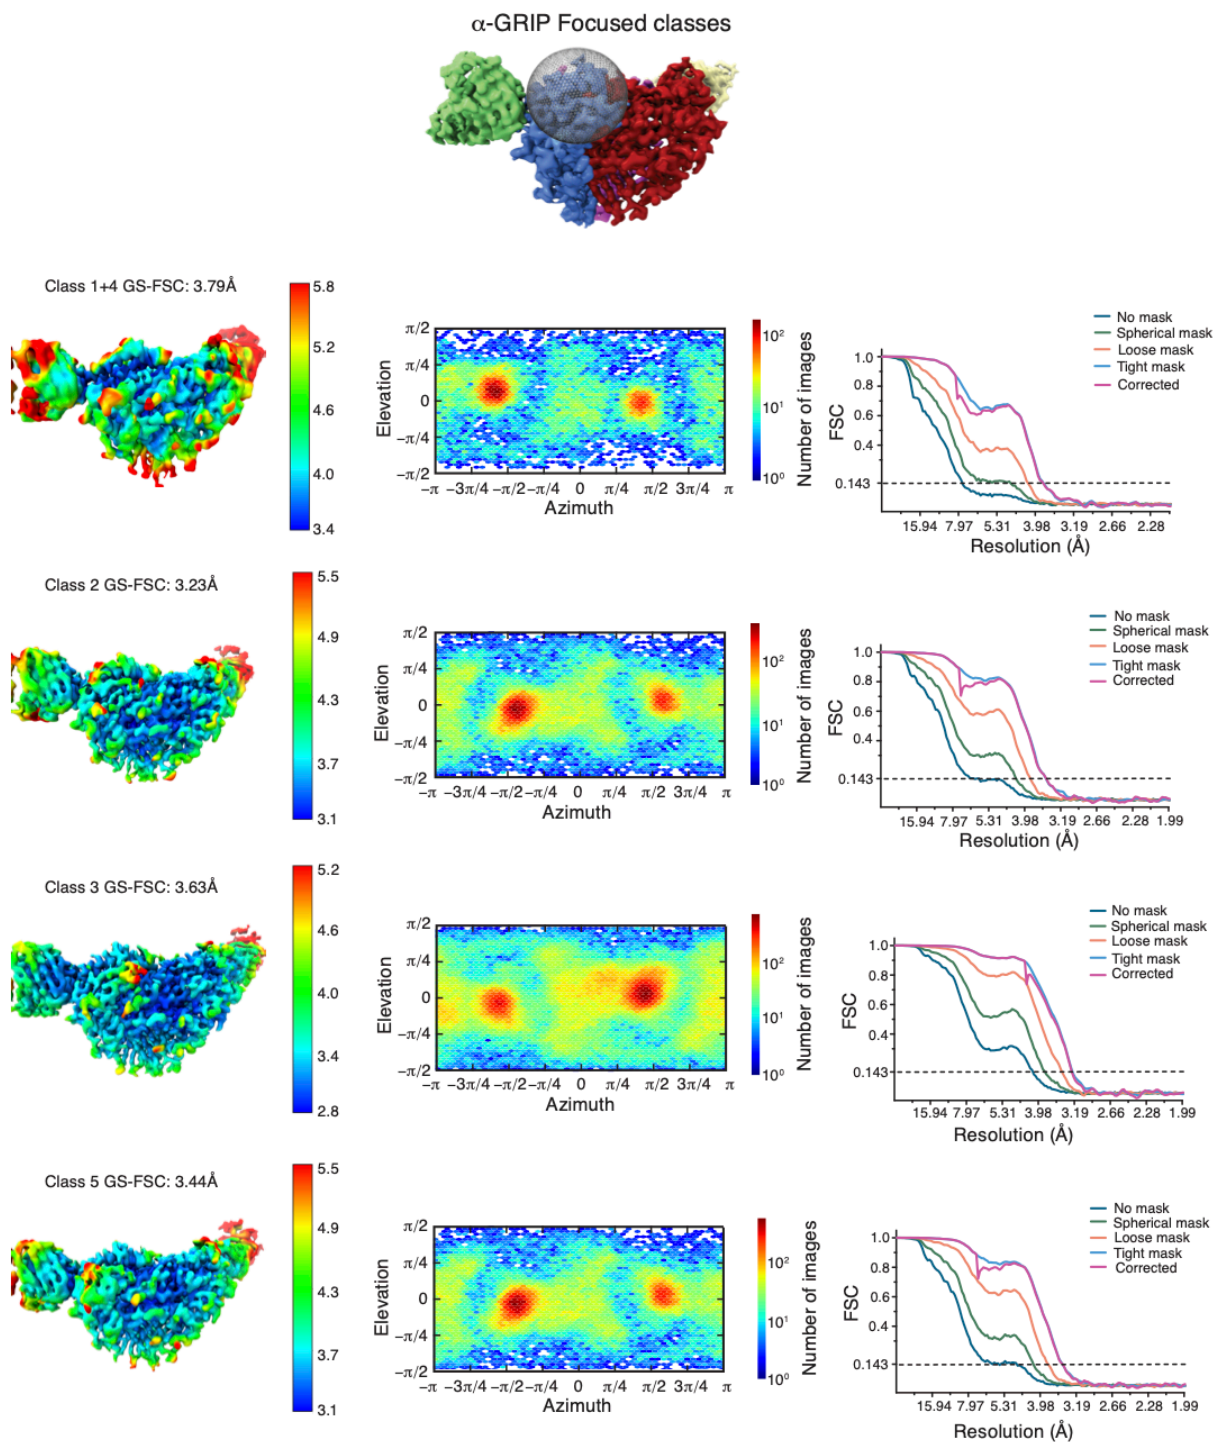 α-GRIP Focused classes
Class 1+4 GS-FSC: 3.79Å
5.8
5.2
4.6
4.0
3.4
π/2
π/4
0
−π/4
−π/2
Elevation
−π −3π/4 −π/2 −π/4 0 π/4 π/2 3π/4 π
Azimuth
10²
10¹
10⁰
Number of images
No mask
Spherical mask
Loose mask
Tight mask
Corrected
1.0
0.8
0.6
0.4
0.143
FSC
15.94 7.97 5.31 3.98 3.19 2.66 2.28
Resolution (Å)
Class 2 GS-FSC: 3.23Å
5.5
4.9
4.3
3.7
3.1
π/2
π/4
0
−π/4
−π/2
Elevation
−π −3π/4 −π/2 −π/4 0 π/4 π/2 3π/4 π
Azimuth
10²
10¹
10⁰
Number of images
No mask
Spherical mask
Loose mask
Tight mask
Corrected
1.0
0.8
0.6
0.4
0.143
FSC
15.94 7.97 5.31 3.98 3.19 2.66 2.28 1.99
Resolution (Å)
Class 3 GS-FSC: 3.63Å
5.2
4.6
4.0
3.4
2.8
π/2
π/4
0
−π/4
−π/2
Elevation
−π −3π/4 −π/2 −π/4 0 π/4 π/2 3π/4 π
Azimuth
10²
10¹
10⁰
Number of images
No mask
Spherical mask
Loose mask
Tight mask
Corrected
1.0
0.8
0.6
0.4
0.143
FSC
15.94 7.97 5.31 3.98 3.19 2.66 2.28 1.99
Resolution (Å)
Class 5 GS-FSC: 3.44Å
5.5
4.9
4.3
3.7
3.1
π/2
π/4
0
−π/4
−π/2
Elevation
−π −3π/4 −π/2 −π/4 0 π/4 π/2 3π/4 π
Azimuth
10²
10¹
10⁰
Number of images
No mask
Spherical mask
Loose mask
Tight mask
Corrected
1.0
0.8
0.6
0.4
0.143
FSC
15.94 7.97 5.31 3.98 3.19 2.66 2.28 1.99
Resolution (Å)